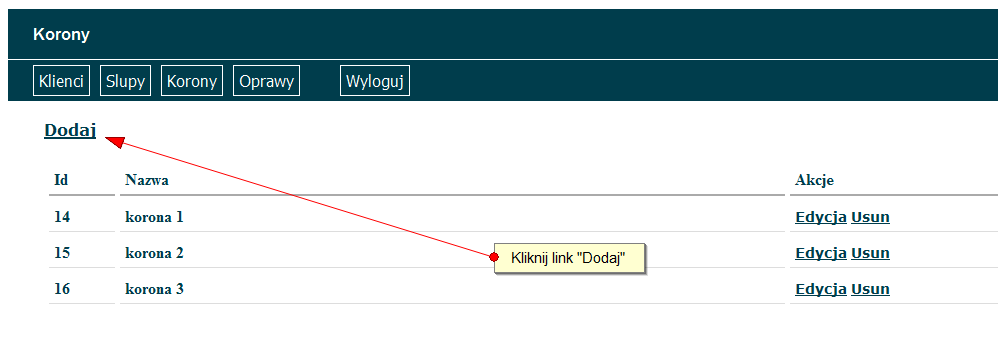 Korony
Klienci Slupy Korony Oprawy Wyloguj
Dodaj
Id Nazwa Akcje
14 korona 1 Edycja Usun
15 korona 2 Edycja Usun
Kliknij link "Dodaj"
16 korona 3 Edycja Usun